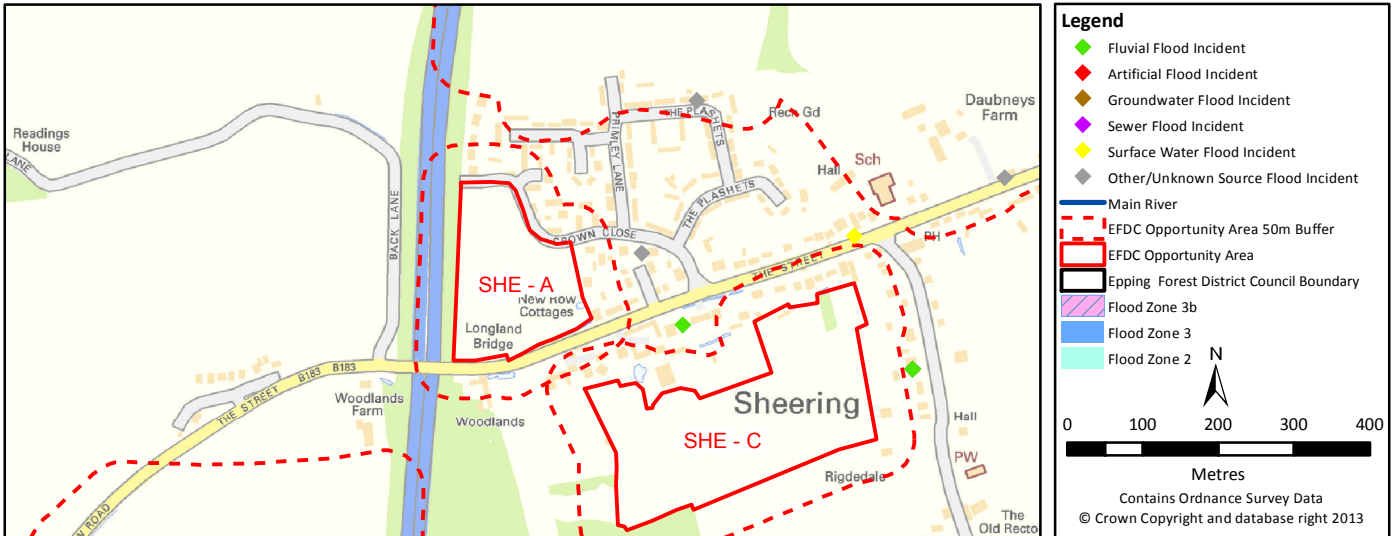 Readings
House
LANE
BACK LANE
PRIMLEY LANE
THE PLASHETS
Recn Gd
Daubneys
Farm
Sch
Hall
THE PLASHETS
CROWN CLOSE
PH
THE STREET
SHE - A
New Row
Cottages
Longland
Bridge
B183
B183
THE STREET
Woodlands
Farm
Woodlands
Sheering
SHE - C
Hall
PW
Rigdedale
The
Old Recto
ROAD
Legend
Fluvial Flood Incident
Artificial Flood Incident
Groundwater Flood Incident
Sewer Flood Incident
Surface Water Flood Incident
Other/Unknown Source Flood Incident
Main River
EFDC Opportunity Area 50m Buffer
EFDC Opportunity Area
Epping Forest District Council Boundary
Flood Zone 3b
Flood Zone 3
Flood Zone 2
N
0 100 200 300 400
Metres
Contains Ordnance Survey Data
© Crown Copyright and database right 2013